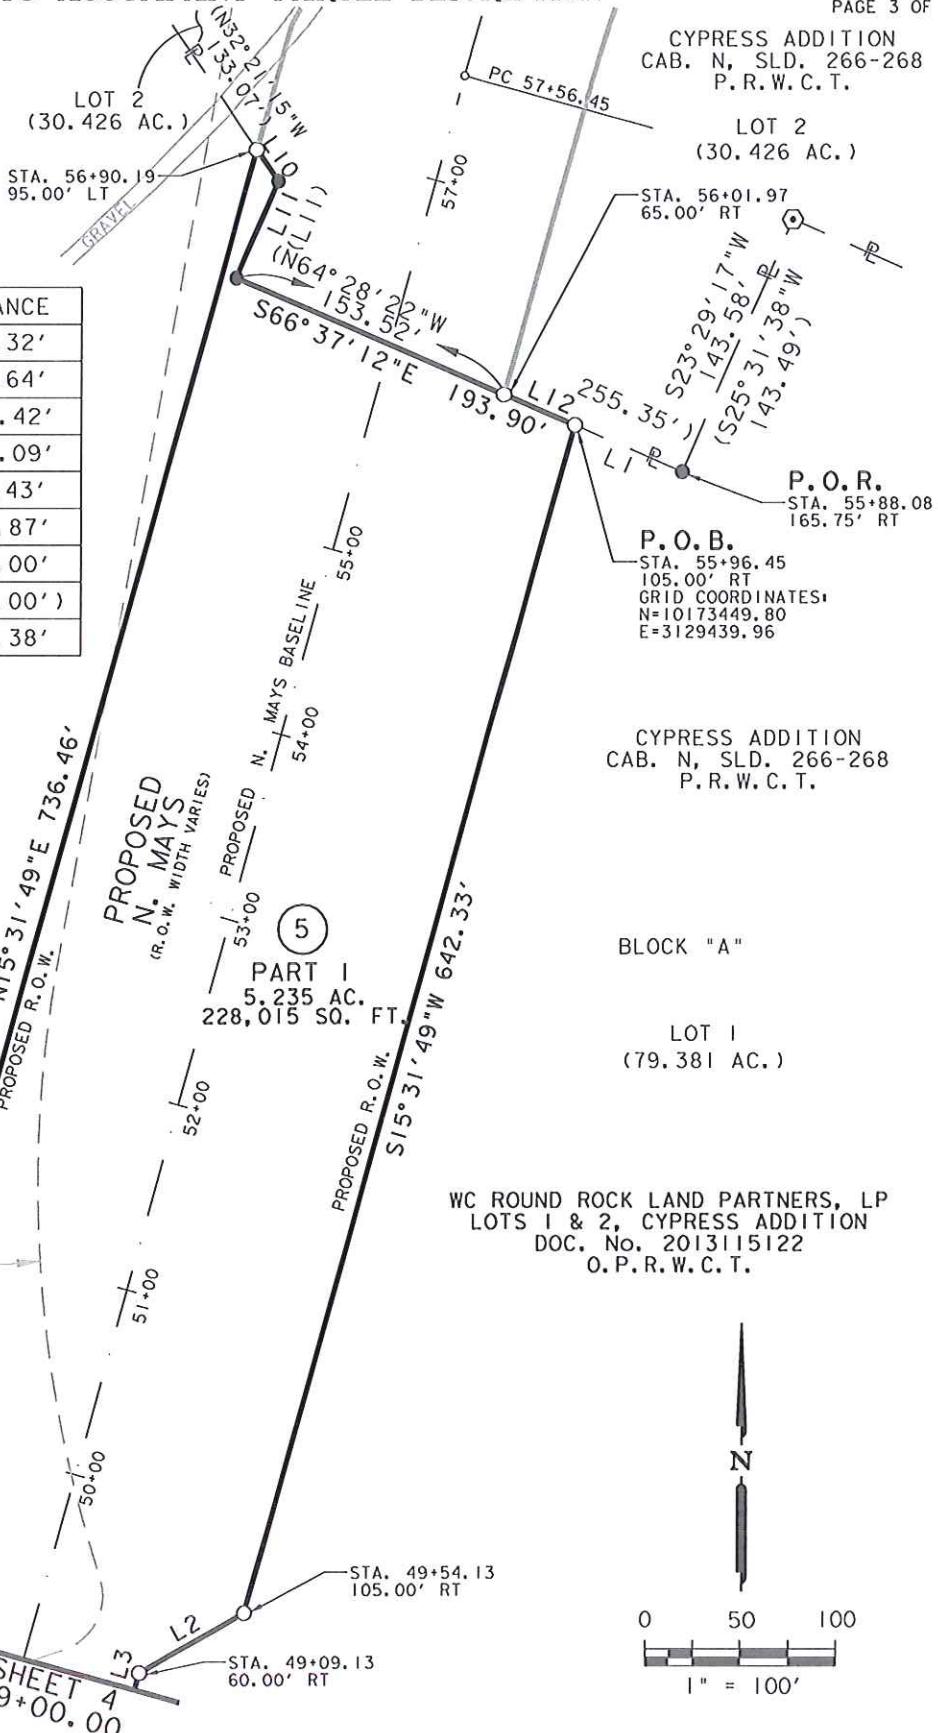 PAGE 3 OF
CYPRESS ADDITION
CAB. N, SLD. 266-268
P.R.W.C.T.
LOT 2
(30.426 AC.)
(N32°21'15"W
133.07')
LOT 2
(30.426 AC.)
PC 57+56.45
STA. 56+90.19
95.00' LT
GRAVEL
L10
L11
(L11)
57+00
STA. 56+01.97
65.00' RT
(N64°28'22"W
153.52'
S66°37'12"E
193.90'
L12
255.35')
L1
S23°29'17"W
143.58'
(S25°31'38"W
143.49')
P.O.R.
STA. 55+88.08
165.75' RT
P.O.B.
STA. 55+96.45
105.00' RT
GRID COORDINATES:
N=10173449.80
E=3129439.96
ANCE
32'
64'
.42'
.09'
43'
87'
00'
00')
38'
55+00
PROPOSED N. MAYS BASELINE
54+00
CYPRESS ADDITION
CAB. N, SLD. 266-268
P.R.W.C.T.
N15°31'49"E 736.46'
PROPOSED R.O.W.
PROPOSED
N. MAYS
(R.O.W. WIDTH VARIES)
53+00
5
PART 1
5.235 AC.
228,015 SQ. FT.
S15°31'49"W 642.33'
PROPOSED R.O.W.
BLOCK "A"
LOT 1
(79.381 AC.)
52+00
WC ROUND ROCK LAND PARTNERS, LP
LOTS 1 & 2, CYPRESS ADDITION
DOC. No. 2013115122
O.P.R.W.C.T.
51+00
50+00
N
STA. 49+54.13
105.00' RT
L2
L3
STA. 49+09.13
60.00' RT
SHEET 4
9+00.00
0 50 100
1" = 100'